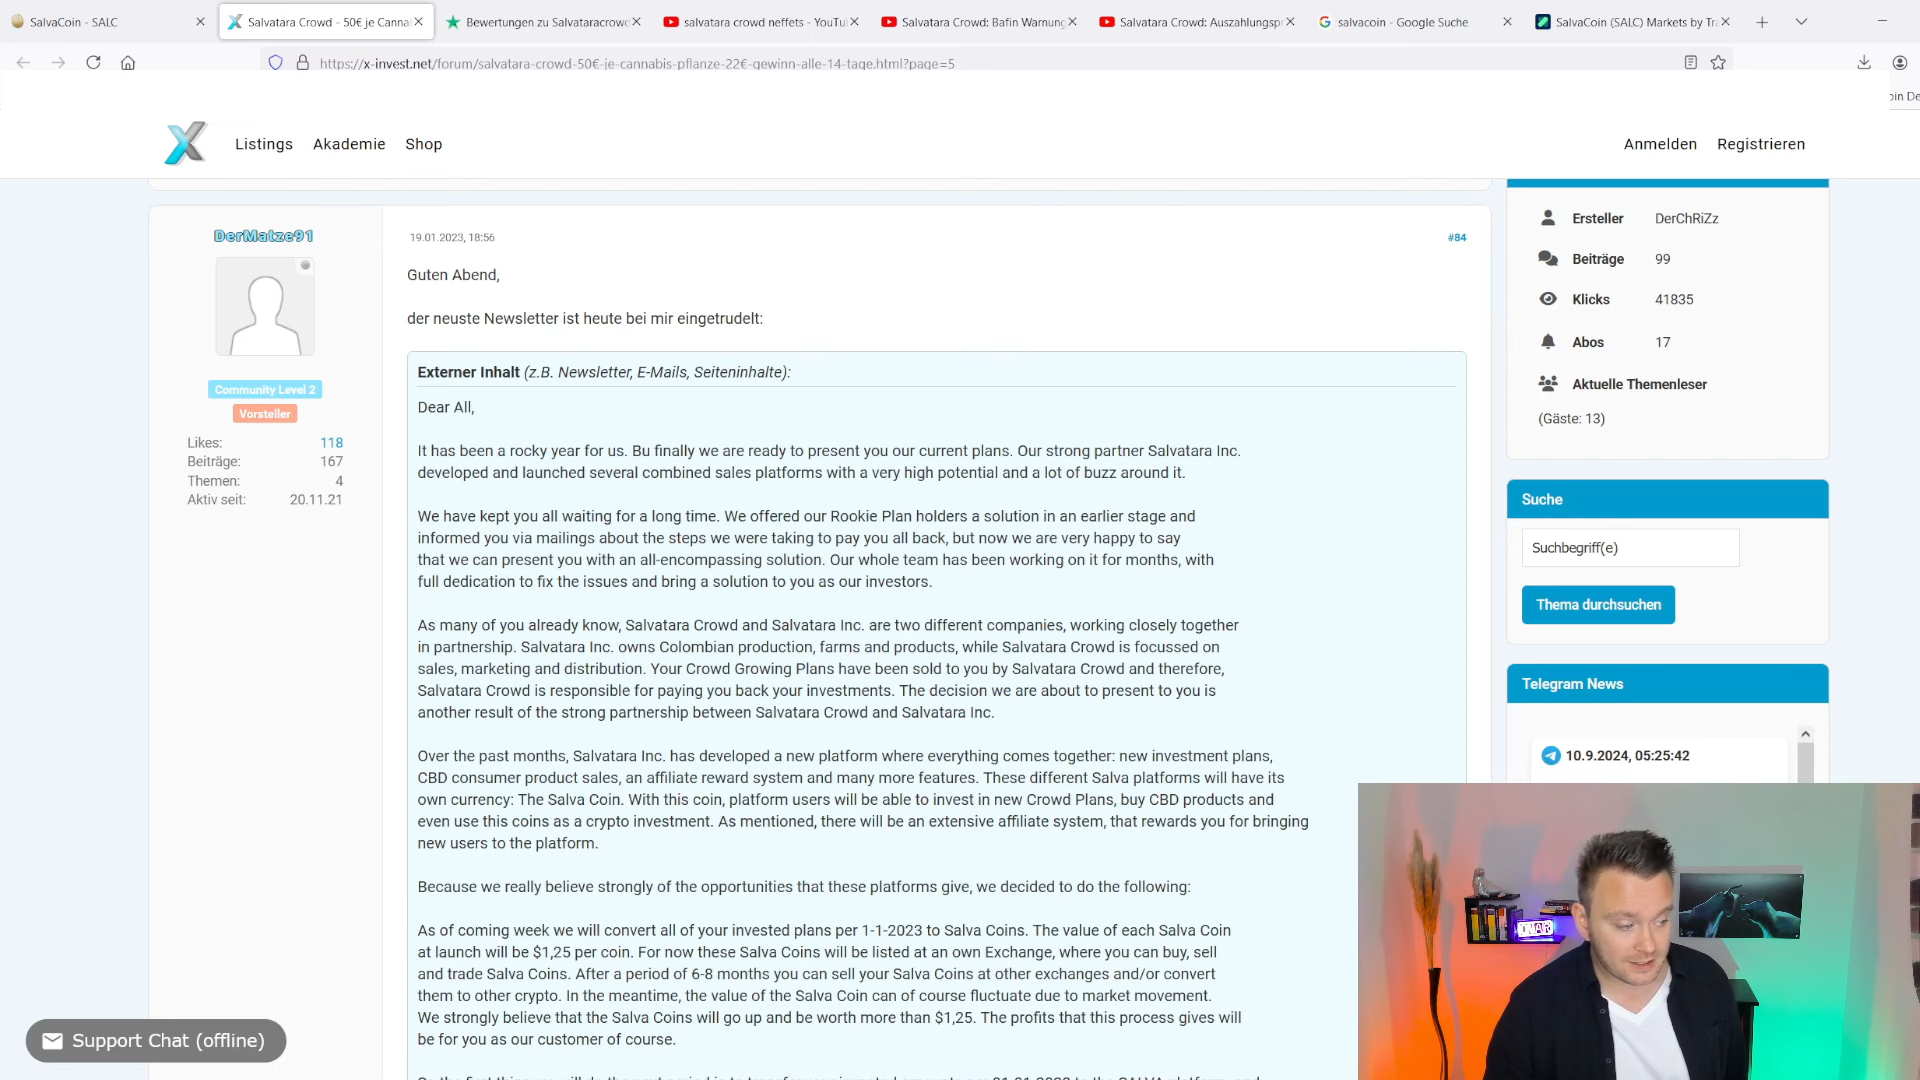 SalvaCoin - SALC
Salvatara Crowd - 50€ je Canna
Bewertungen zu Salvataracrowd
salvatara crowd neffets - YouTu
Salvatara Crowd: Bafin Warnung
Salvatara Crowd: Auszahlungsp
salvacoin - Google Suche
SalvaCoin (SALC) Markets by Tr
https://x-invest.net/forum/salvatara-crowd-50€-je-cannabis-pflanze-22€-gewinn-alle-14-tage.html?page=5
oin De
Listings
Akademie
Shop
Anmelden
Registrieren
DerMatze91
Community Level 2
Vorsteller
Likes: 118
Beiträge: 167
Themen: 4
Aktiv seit: 20.11.21
19.01.2023, 18:56
#84
Guten Abend,
der neuste Newsletter ist heute bei mir eingetrudelt:
Externer Inhalt (z.B. Newsletter, E-Mails, Seiteninhalte):
Dear All,
It has been a rocky year for us. Bu finally we are ready to present you our current plans. Our strong partner Salvatara Inc.
developed and launched several combined sales platforms with a very high potential and a lot of buzz around it.
We have kept you all waiting for a long time. We offered our Rookie Plan holders a solution in an earlier stage and
informed you via mailings about the steps we were taking to pay you all back, but now we are very happy to say
that we can present you with an all-encompassing solution. Our whole team has been working on it for months, with
full dedication to fix the issues and bring a solution to you as our investors.
As many of you already know, Salvatara Crowd and Salvatara Inc. are two different companies, working closely together
in partnership. Salvatara Inc. owns Colombian production, farms and products, while Salvatara Crowd is focussed on
sales, marketing and distribution. Your Crowd Growing Plans have been sold to you by Salvatara Crowd and therefore,
Salvatara Crowd is responsible for paying you back your investments. The decision we are about to present to you is
another result of the strong partnership between Salvatara Crowd and Salvatara Inc.
Over the past months, Salvatara Inc. has developed a new platform where everything comes together: new investment plans,
CBD consumer product sales, an affiliate reward system and many more features. These different Salva platforms will have its
own currency: The Salva Coin. With this coin, platform users will be able to invest in new Crowd Plans, buy CBD products and
even use this coins as a crypto investment. As mentioned, there will be an extensive affiliate system, that rewards you for bringing
new users to the platform.
Because we really believe strongly of the opportunities that these platforms give, we decided to do the following:
As of coming week we will convert all of your invested plans per 1-1-2023 to Salva Coins. The value of each Salva Coin
at launch will be $1,25 per coin. For now these Salva Coins will be listed at an own Exchange, where you can buy, sell
and trade Salva Coins. After a period of 6-8 months you can sell your Salva Coins at other exchanges and/or convert
them to other crypto. In the meantime, the value of the Salva Coin can of course fluctuate due to market movement.
We strongly believe that the Salva Coins will go up and be worth more than $1,25. The profits that this process gives will
be for you as our customer of course.
Ersteller DerChRiZz
Beiträge 99
Klicks 41835
Abos 17
Aktuelle Themenleser
(Gäste: 13)
Suche
Suchbegriff(e)
Thema durchsuchen
Telegram News
10.9.2024, 05:25:42
Support Chat (offline)